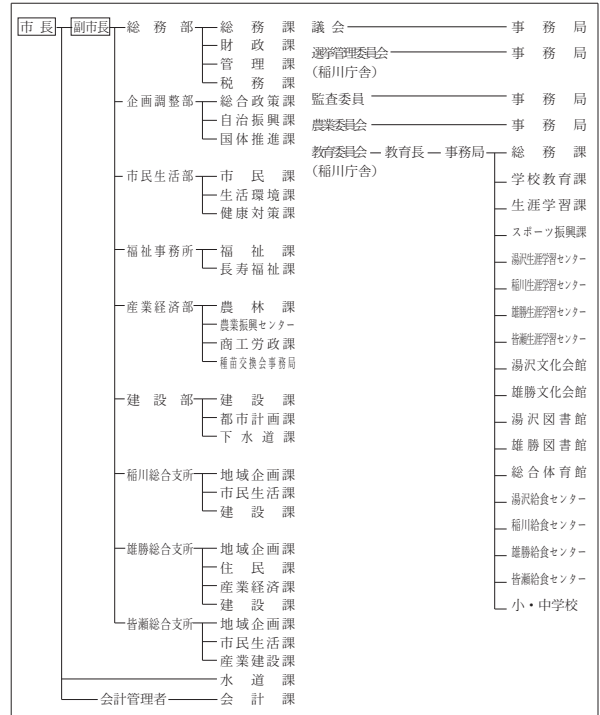 市長 副市長 総務部 総務課
財政課
管理課
税務課
企画調整部 総合政策課
自治振興課
国体推進課
市民生活部 市民課
生活環境課
健康対策課
福祉事務所 福祉課
長寿福祉課
産業経済部 農林課
農業振興センター
商工労政課
種苗交換会事務局
建設部 建設課
都市計画課
下水道課
稲川総合支所 地域企画課
市民生活課
建設課
雄勝総合支所 地域企画課
住民課
産業経済課
建設課
皆瀬総合支所 地域企画課
市民生活課
産業建設課
水道課
会計管理者 会計課
議会 事務局
選挙管理委員会 事務局
(稲川庁舎)
監査委員 事務局
農業委員会 事務局
教育委員会 教育長 事務局 総務課
(稲川庁舎)
学校教育課
生涯学習課
スポーツ振興課
湯沢生涯学習センター
稲川生涯学習センター
雄勝生涯学習センター
皆瀬生涯学習センター
湯沢文化会館
雄勝文化会館
湯沢図書館
雄勝図書館
総合体育館
湯沢給食センター
稲川給食センター
雄勝給食センター
皆瀬給食センター
小・中学校